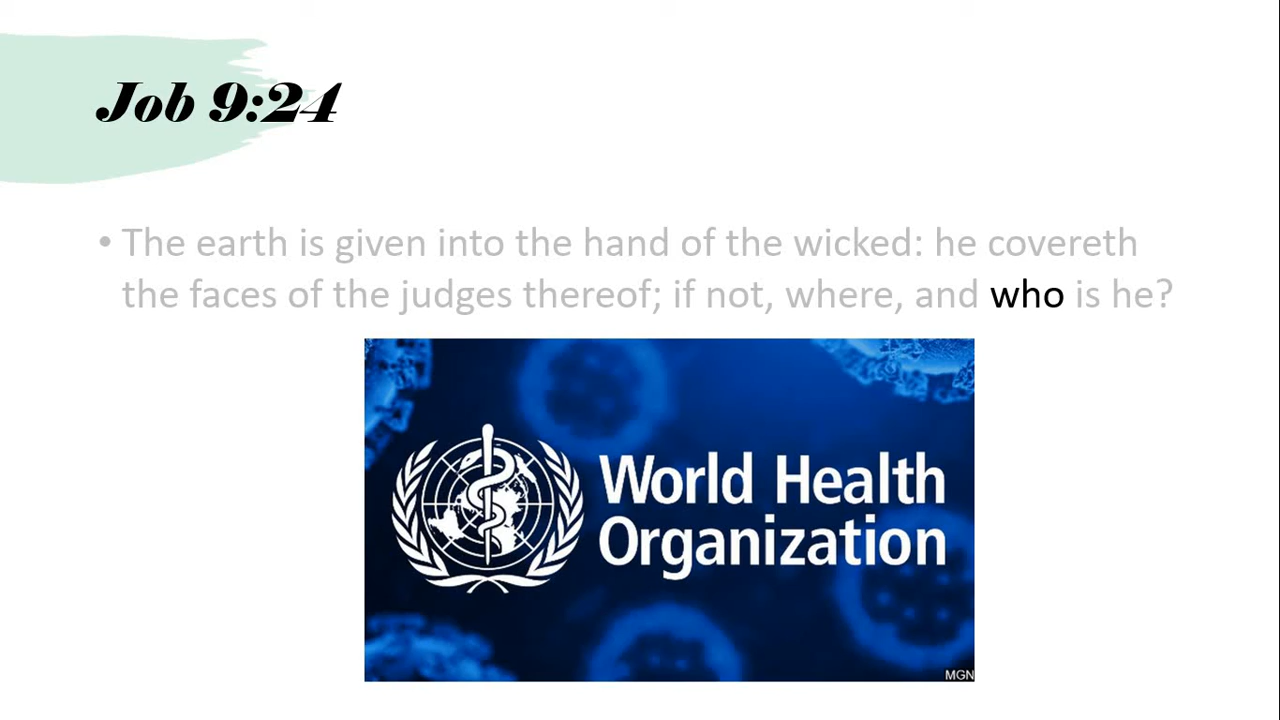 Job 9:24
• The earth is given into the hand of the wicked: he covereth
the faces of the judges thereof; if not, where, and who is he?
World Health
Organization
MGN